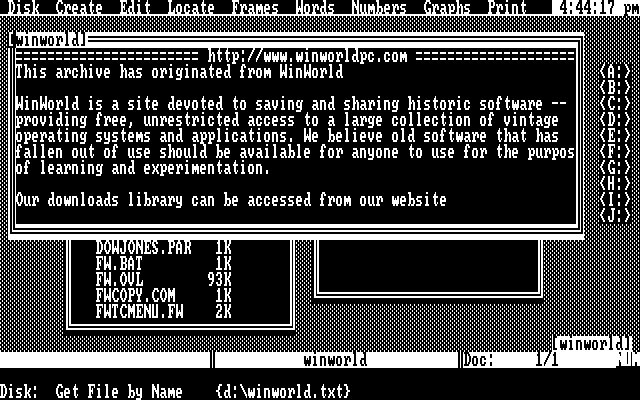 Disk Create Edit Locate Frames Words Numbers Graphs Print 4:44:17 pm
[winworld]
http://www.winworldpc.com
This archive has originated from WinWorld
WinWorld is a site devoted to saving and sharing historic software --
providing free, unrestricted access to a large collection of vintage
operating systems and applications. We believe old software that has
fallen out of use should be available for anyone to use for the purpos
of learning and experimentation.
Our downloads library can be accessed from our website
{A:}
{B:}
{C:}
{D:}
{E:}
{F:}
{G:}
{H:}
{I:}
{J:}
DOWJONES.PAR 1K
FW.BAT 1K
FW.OVL 93K
FWCOPY.COM 1K
FWTCMENU.FW 2K
[winworld]
winworld Doc: 1/1
Disk: Get File by Name {d:\winworld.txt}